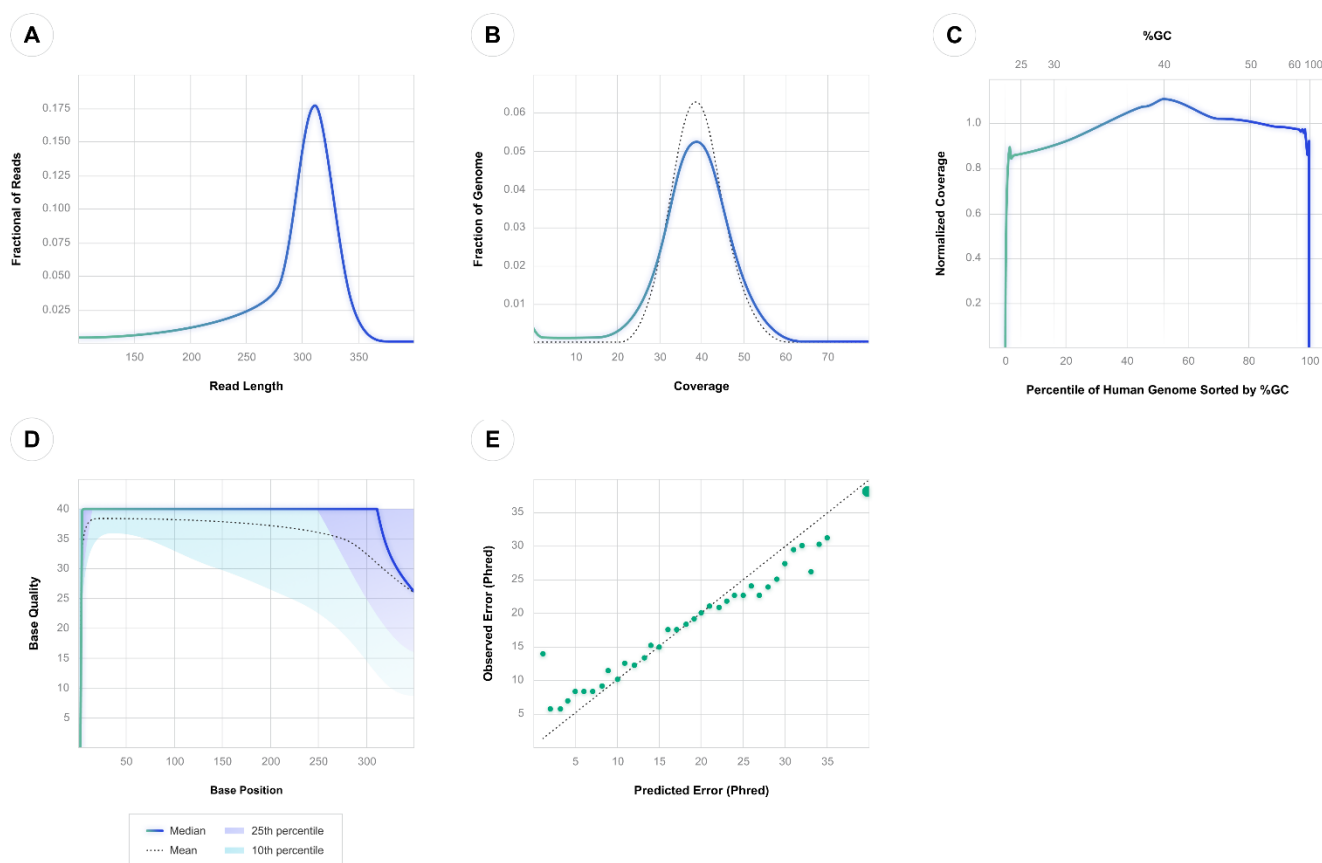 A
Fractional of Reads
0.175
0.150
0.125
0.100
0.075
0.050
0.025
150 200 250 300 350
Read Length
B
Fraction of Genome
0.06
0.05
0.04
0.03
0.02
0.01
10 20 30 40 50 60 70
Coverage
C
%GC
25 30 40 50 60 100
Normalized Coverage
1.0
0.8
0.6
0.4
0.2
0 20 40 60 80 100
Percentile of Human Genome Sorted by %GC
D
Base Quality
40
35
30
25
20
15
10
5
50 100 150 200 250 300
Base Position
Median 25th percentile
Mean 10th percentile
E
Observed Error (Phred)
35
30
25
20
15
10
5
5 10 15 20 25 30 35
Predicted Error (Phred)